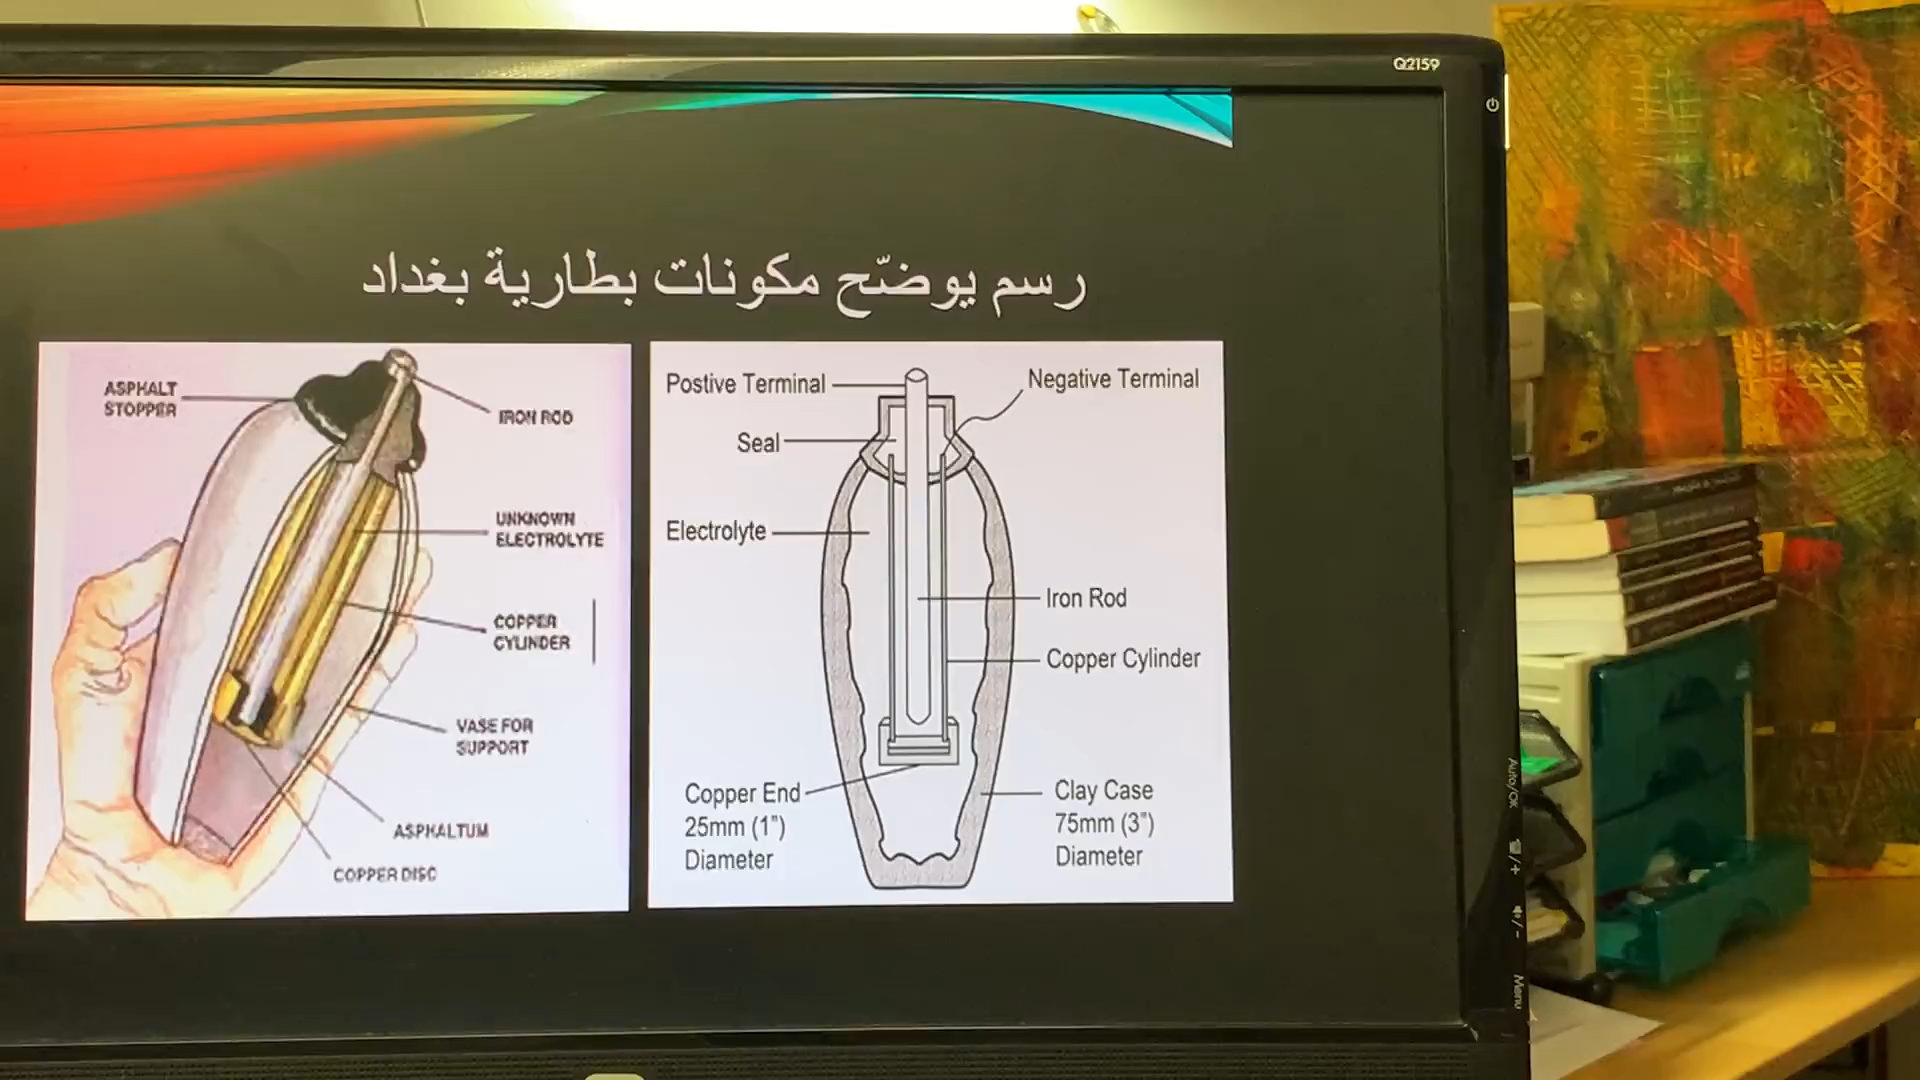 Q2159
رسم يوضّح مكونات بطارية بغداد
ASPHALT
STOPPER
IRON ROD
UNKNOWN
ELECTROLYTE
COPPER
CYLINDER
VASE FOR
SUPPORT
ASPHALTUM
COPPER DISC
Postive Terminal
Negative Terminal
Seal
Electrolyte
Iron Rod
Copper Cylinder
Copper End
25mm (1")
Diameter
Clay Case
75mm (3")
Diameter
Auto/OK
/+
/-
Menu